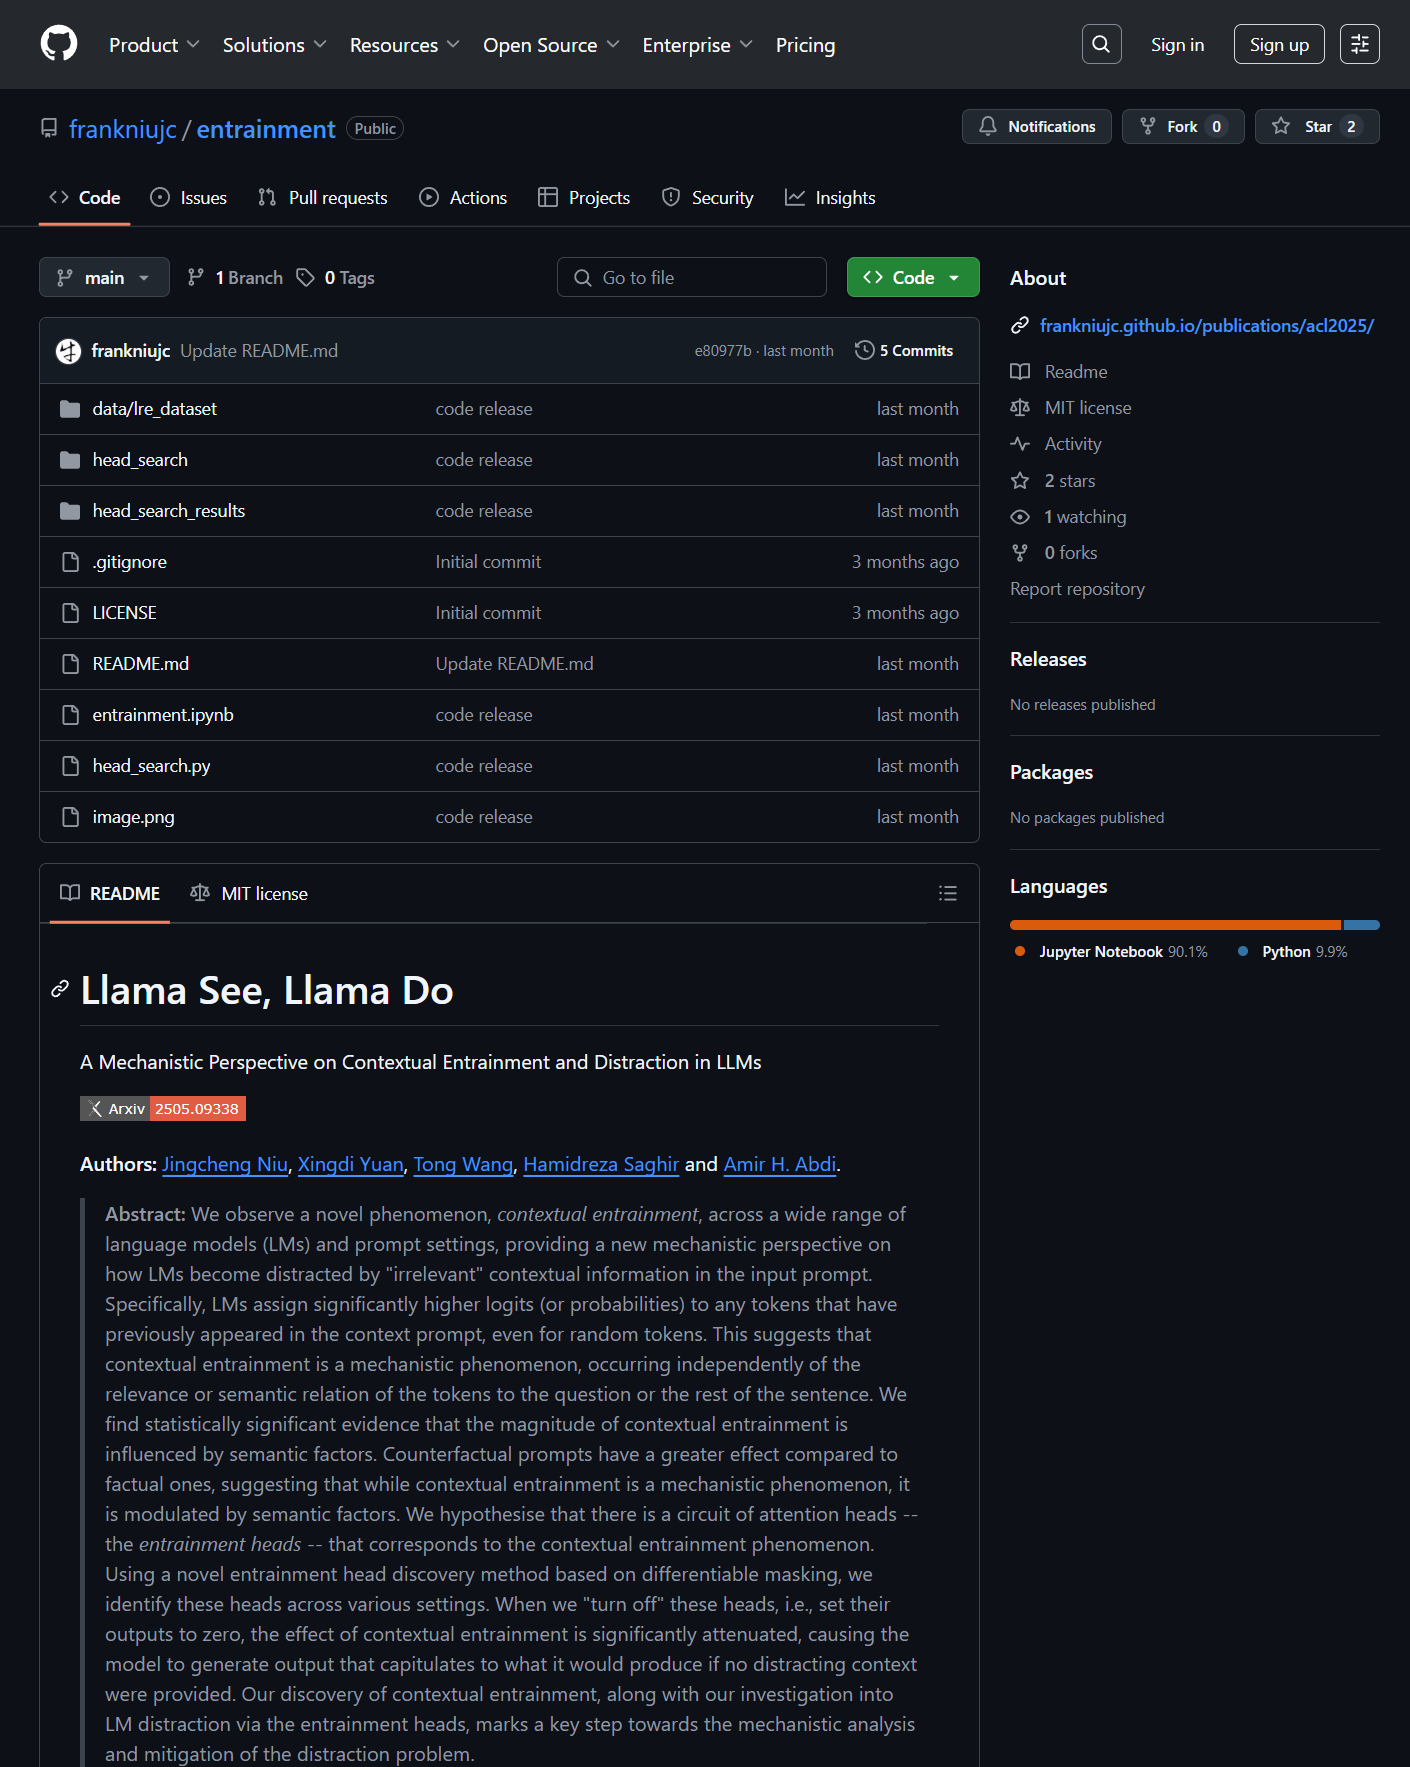 Product Solutions Resources Open Source Enterprise Pricing Sign in Sign up
frankniujc / entrainment Public Notifications Fork 0 Star 2
Code Issues Pull requests Actions Projects Security Insights
main 1 Branch 0 Tags Go to file Code
frankniujc Update README.md e80977b · last month 5 Commits
data/lre_dataset code release last month
head_search code release last month
head_search_results code release last month
.gitignore Initial commit 3 months ago
LICENSE Initial commit 3 months ago
README.md Update README.md last month
entrainment.ipynb code release last month
head_search.py code release last month
image.png code release last month
README MIT license
Llama See, Llama Do
A Mechanistic Perspective on Contextual Entrainment and Distraction in LLMs
Arxiv 2505.09338
Authors: Jingcheng Niu, Xingdi Yuan, Tong Wang, Hamidreza Saghir and Amir H. Abdi.
Abstract: We observe a novel phenomenon, contextual entrainment, across a wide range of
language models (LMs) and prompt settings, providing a new mechanistic perspective on
how LMs become distracted by "irrelevant" contextual information in the input prompt.
Specifically, LMs assign significantly higher logits (or probabilities) to any tokens that have
previously appeared in the context prompt, even for random tokens. This suggests that
contextual entrainment is a mechanistic phenomenon, occurring independently of the
relevance or semantic relation of the tokens to the question or the rest of the sentence. We
find statistically significant evidence that the magnitude of contextual entrainment is
influenced by semantic factors. Counterfactual prompts have a greater effect compared to
factual ones, suggesting that while contextual entrainment is a mechanistic phenomenon, it
is modulated by semantic factors. We hypothesise that there is a circuit of attention heads --
the entrainment heads -- that corresponds to the contextual entrainment phenomenon.
Using a novel entrainment head discovery method based on differentiable masking, we
identify these heads across various settings. When we "turn off" these heads, i.e., set their
outputs to zero, the effect of contextual entrainment is significantly attenuated, causing the
model to generate output that capitulates to what it would produce if no distracting context
were provided. Our discovery of contextual entrainment, along with our investigation into
LM distraction via the entrainment heads, marks a key step towards the mechanistic analysis
and mitigation of the distraction problem.
About
frankniujc.github.io/publications/acl2025/
Readme
MIT license
Activity
2 stars
1 watching
0 forks
Report repository
Releases
No releases published
Packages
No packages published
Languages
Jupyter Notebook 90.1% Python 9.9%
牛